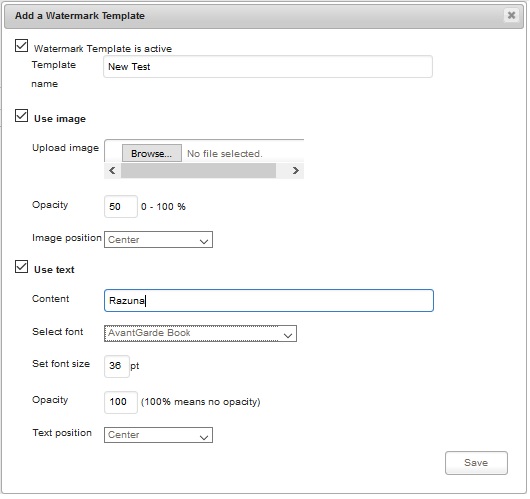 Add a Watermark Template
Watermark Template is active
Template name
New Test
Use image
Upload image
Browse... No file selected.
Opacity 50 0 - 100 %
Image position Center
Use text
Content Razuna
Select font AvantGarde Book
Set font size 36 pt
Opacity 100 (100% means no opacity)
Text position Center
Save